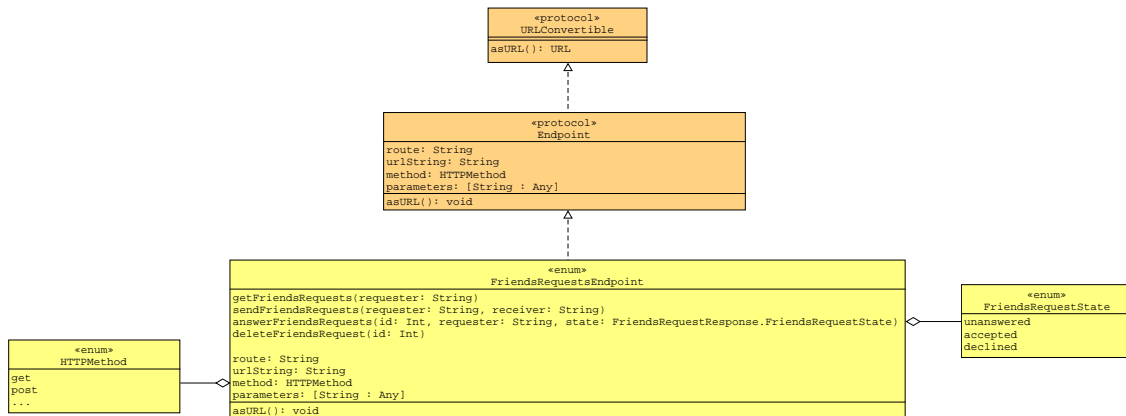 «protocol»
URLConvertible
asURL(): URL
«protocol»
Endpoint
route: String
urlString: String
method: HTTPMethod
parameters: [String : Any]
asURL(): void
«enum»
FriendsRequestsEndpoint
getFriendsRequests(requester: String)
sendFriendsRequests(requester: String, receiver: String)
answerFriendsRequests(id: Int, requester: String, state: FriendsRequestResponse.FriendsRequestState)
deleteFriendsRequest(id: Int)
route: String
urlString: String
method: HTTPMethod
parameters: [String : Any]
asURL(): void
«enum»
FriendsRequestState
unanswered
accepted
declined
«enum»
HTTPMethod
get
post
...